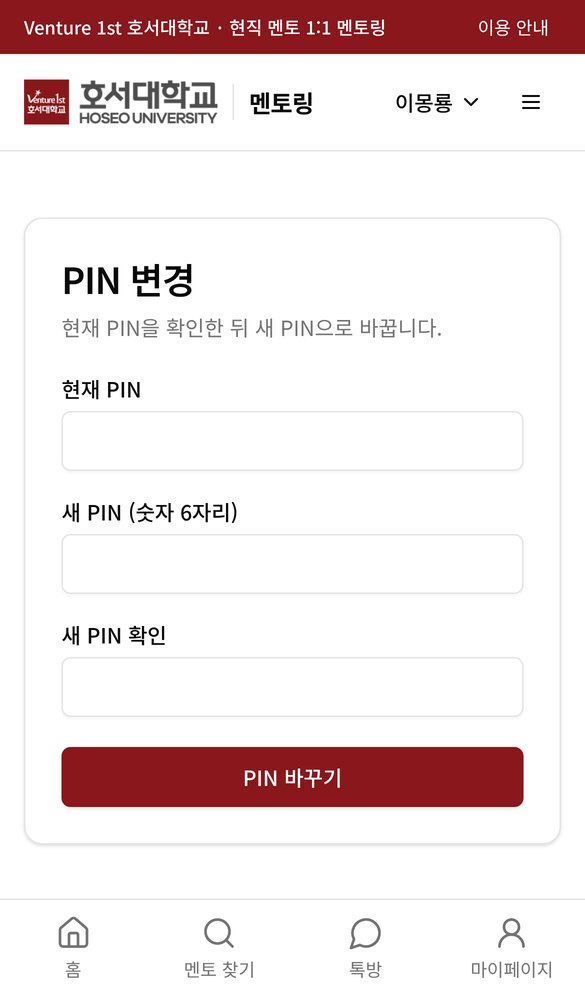 Venture 1st 호서대학교 · 현직 멘토 1:1 멘토링 이용 안내
Venture 1st
호서대학교
호서대학교
HOSEO UNIVERSITY
멘토링
이몽룡
PIN 변경
현재 PIN을 확인한 뒤 새 PIN으로 바꿉니다.
현재 PIN
새 PIN (숫자 6자리)
새 PIN 확인
PIN 바꾸기
홈 멘토 찾기 톡방 마이페이지